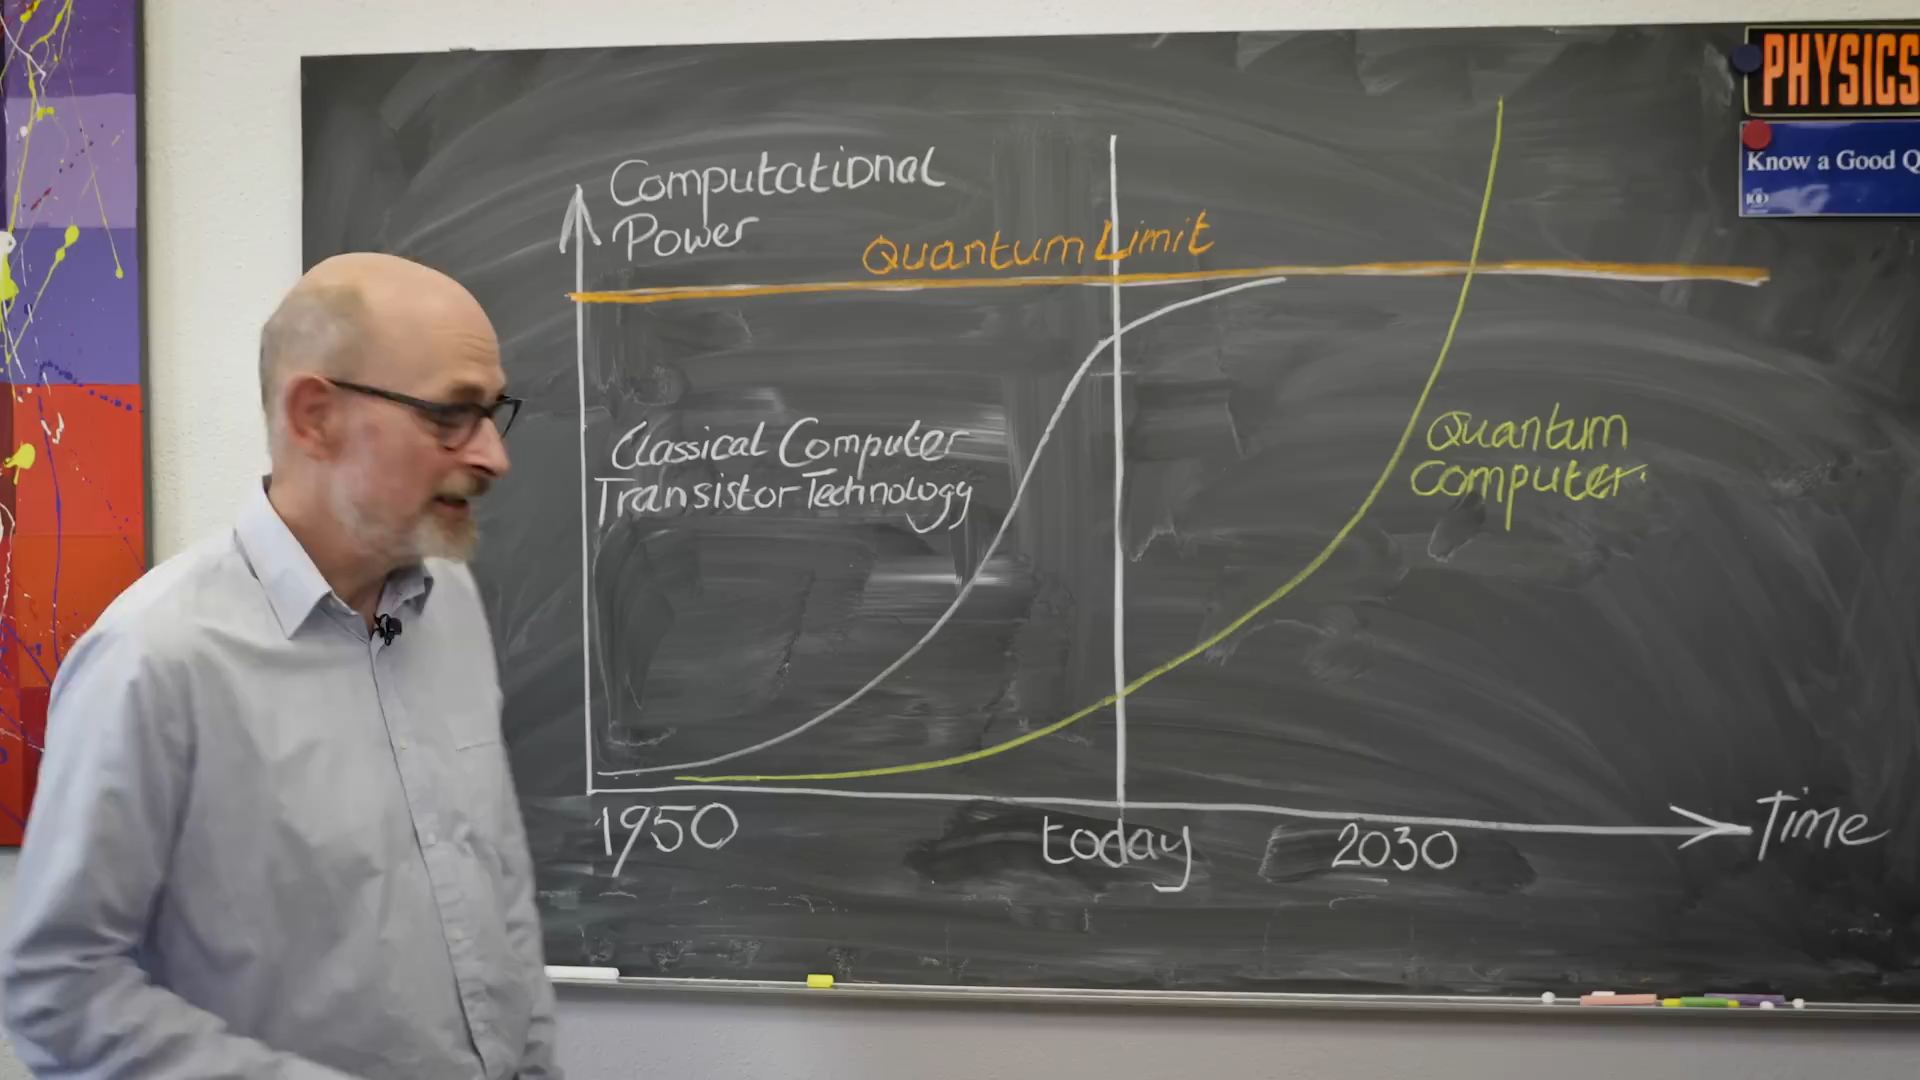 PHYSICS
Know a Good Q
Computational
Power
Quantum Limit
Classical Computer
Transistor Technology
Quantum
Computer
1950
today
2030
Time